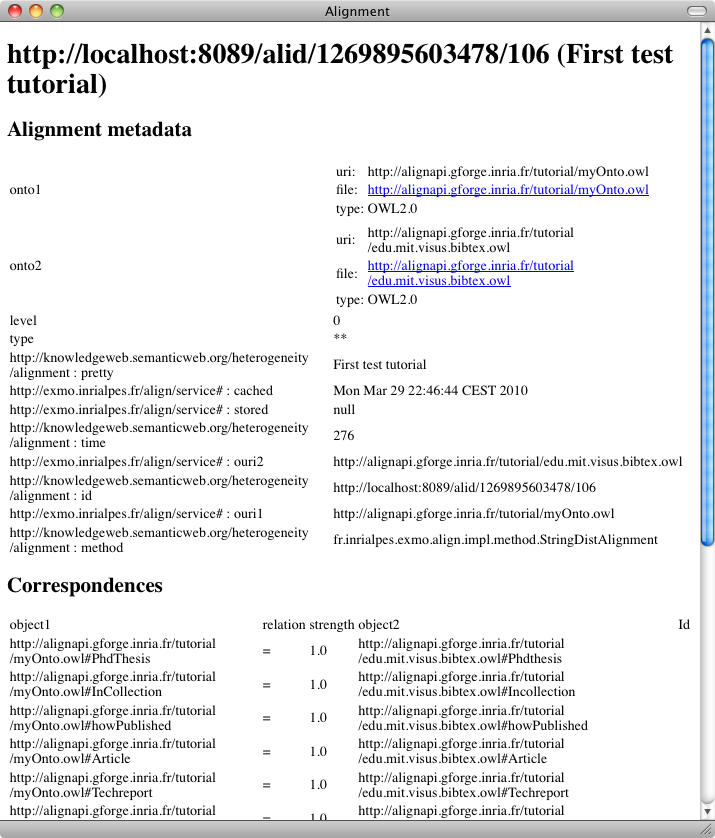 Alignment
http://localhost:8089/alid/1269895603478/106 (First test
tutorial)
Alignment metadata
onto1
uri: http://alignapi.gforge.inria.fr/tutorial/myOnto.owl
file: http://alignapi.gforge.inria.fr/tutorial/myOnto.owl
type: OWL2.0
onto2
uri: http://alignapi.gforge.inria.fr/tutorial
/edu.mit.visus.bibtex.owl
file: http://alignapi.gforge.inria.fr/tutorial
/edu.mit.visus.bibtex.owl
type: OWL2.0
level 0
type **
http://knowledgeweb.semanticweb.org/heterogeneity
/alignment : pretty
First test tutorial
http://exmo.inrialpes.fr/align/service# : cached Mon Mar 29 22:46:44 CEST 2010
http://exmo.inrialpes.fr/align/service# : stored null
http://knowledgeweb.semanticweb.org/heterogeneity
/alignment : time
276
http://exmo.inrialpes.fr/align/service# : ouri2 http://alignapi.gforge.inria.fr/tutorial/edu.mit.visus.bibtex.owl
http://knowledgeweb.semanticweb.org/heterogeneity
/alignment : id
http://localhost:8089/alid/1269895603478/106
http://exmo.inrialpes.fr/align/service# : ouri1 http://alignapi.gforge.inria.fr/tutorial/myOnto.owl
http://knowledgeweb.semanticweb.org/heterogeneity
/alignment : method
fr.inrialpes.exmo.align.impl.method.StringDistAlignment
Correspondences
object1 relation strength object2 Id
http://alignapi.gforge.inria.fr/tutorial
/myOnto.owl#PhdThesis
= 1.0
http://alignapi.gforge.inria.fr/tutorial
/edu.mit.visus.bibtex.owl#Phdthesis
http://alignapi.gforge.inria.fr/tutorial
/myOnto.owl#InCollection
= 1.0
http://alignapi.gforge.inria.fr/tutorial
/edu.mit.visus.bibtex.owl#Incollection
http://alignapi.gforge.inria.fr/tutorial
/myOnto.owl#howPublished
= 1.0
http://alignapi.gforge.inria.fr/tutorial
/edu.mit.visus.bibtex.owl#howPublished
http://alignapi.gforge.inria.fr/tutorial
/myOnto.owl#Article
= 1.0
http://alignapi.gforge.inria.fr/tutorial
/edu.mit.visus.bibtex.owl#Article
http://alignapi.gforge.inria.fr/tutorial
/myOnto.owl#Techreport
= 1.0
http://alignapi.gforge.inria.fr/tutorial
/edu.mit.visus.bibtex.owl#Techreport
http://alignapi.gforge.inria.fr/tutorial
= 1.0
http://alignapi.gforge.inria.fr/tutorial